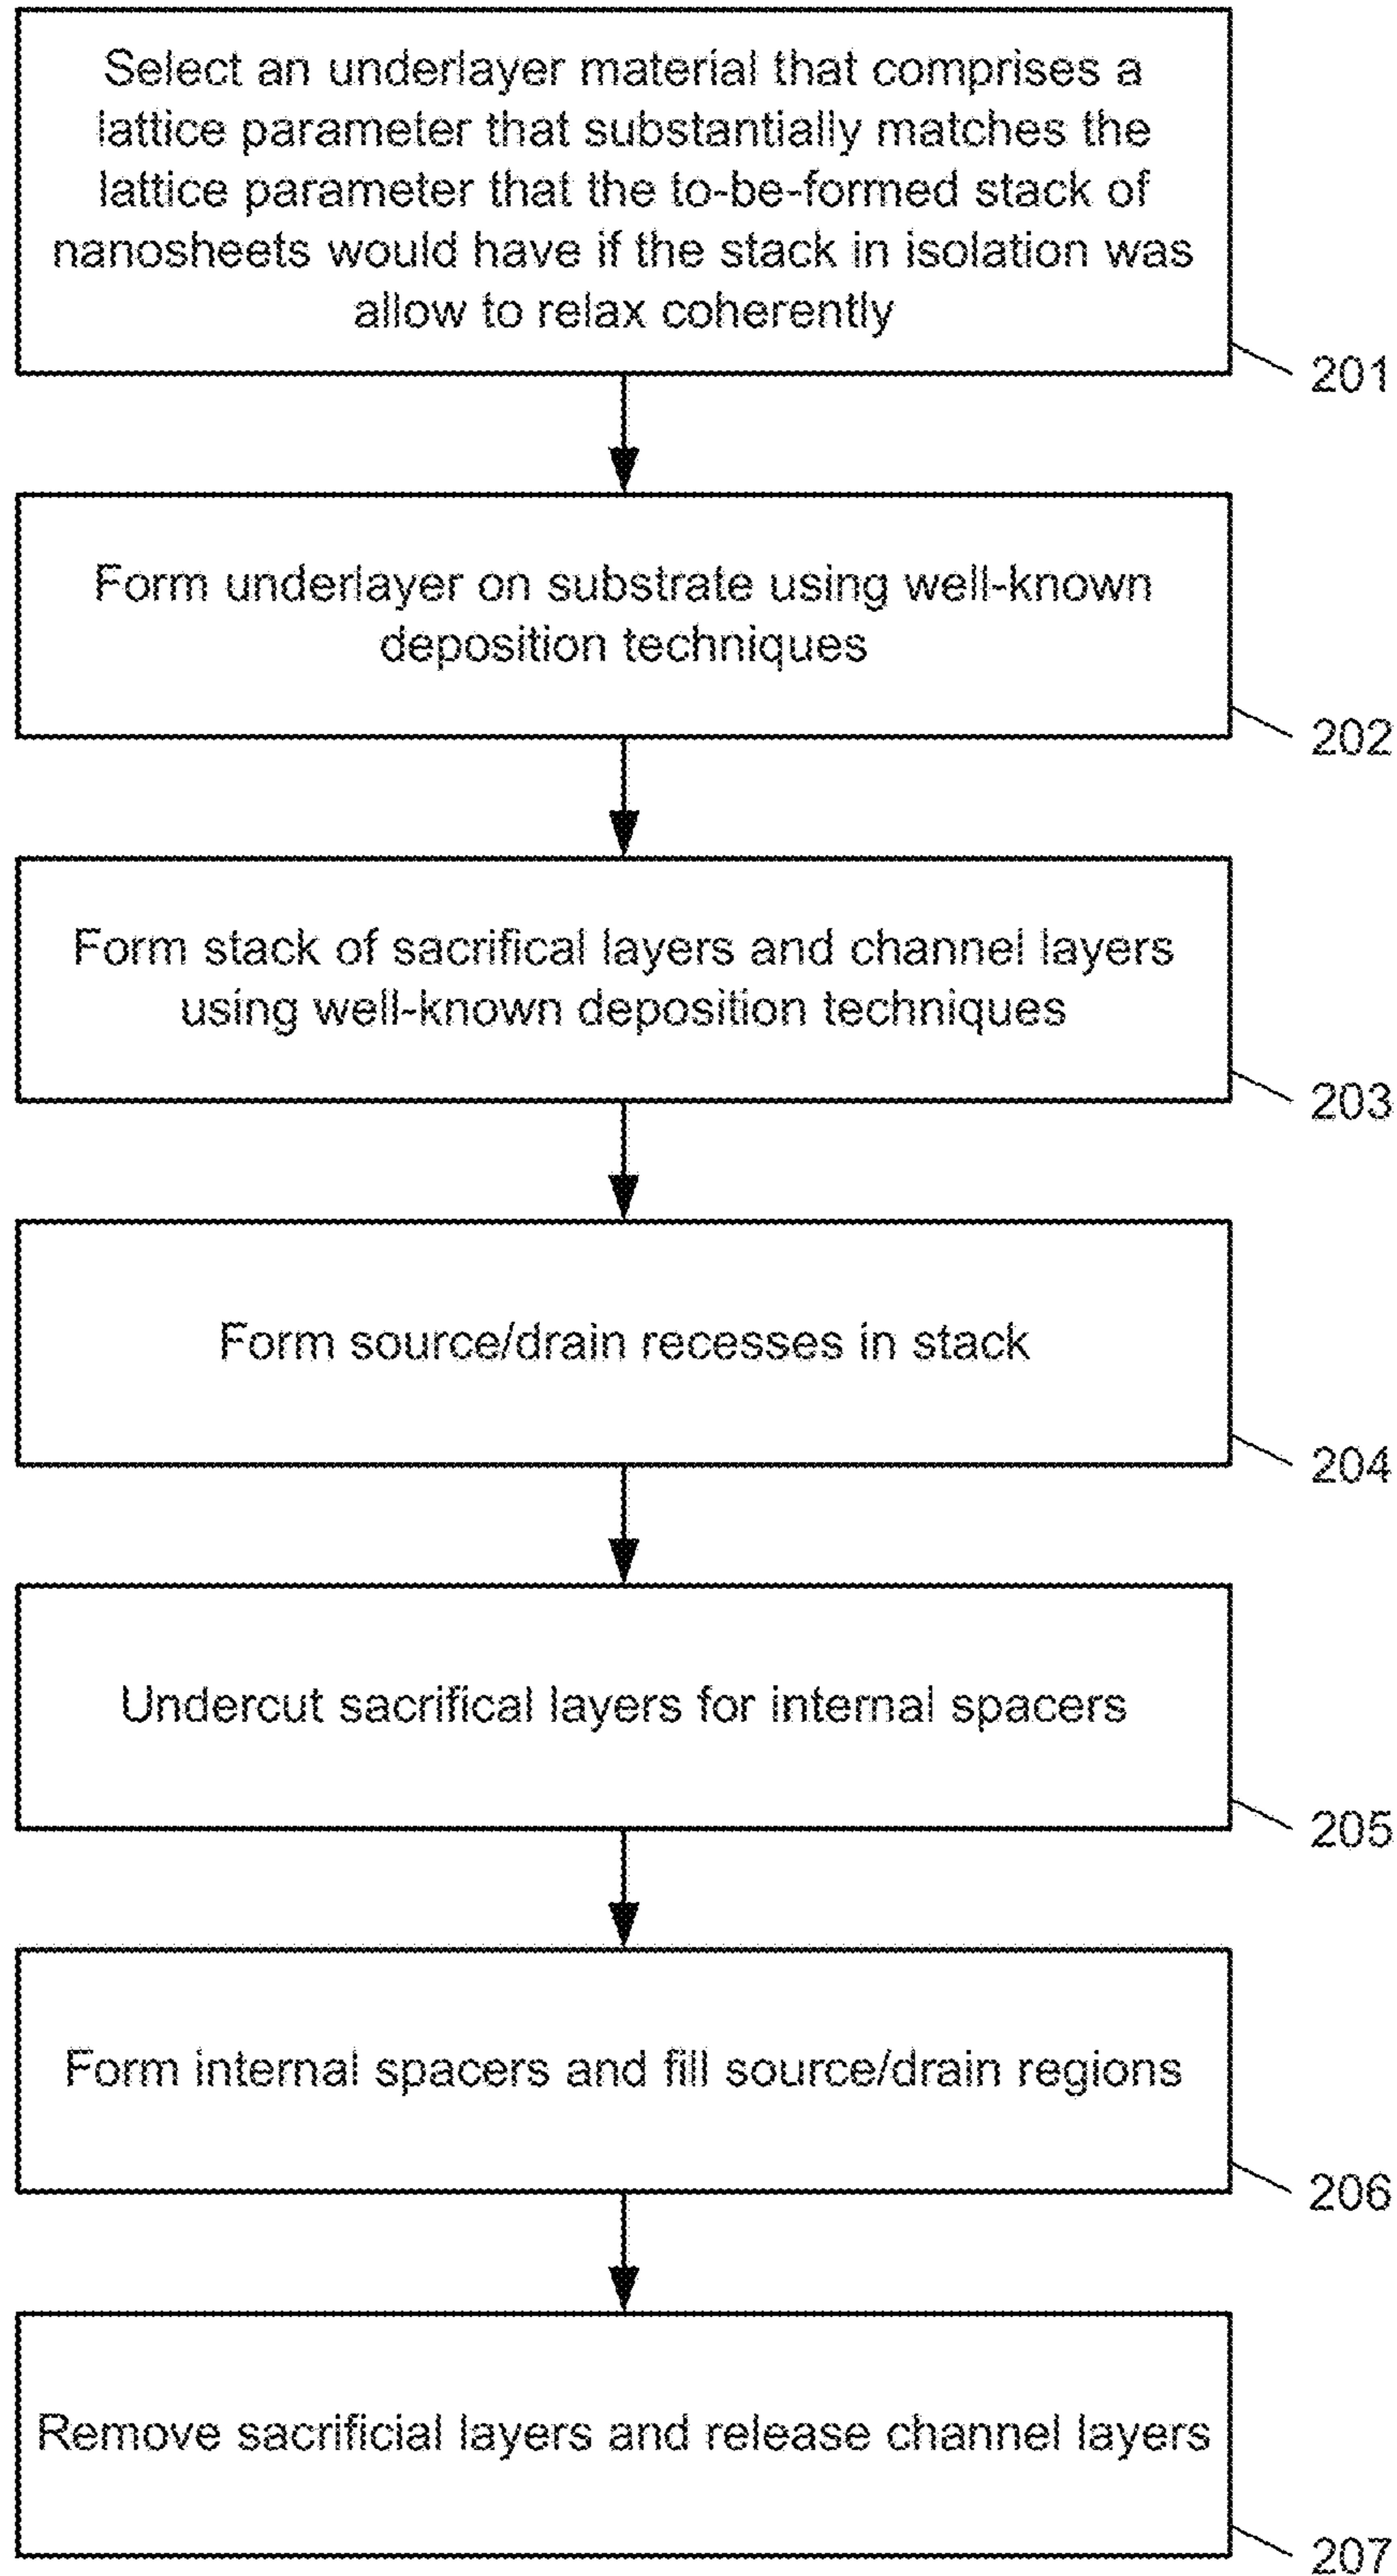 Select an underlayer material that comprises a
lattice parameter that substantially matches the
lattice parameter that the to-be-formed stack of
nanosheets would have if the stack in isolation was
allow to relax coherently
201
Form underlayer on substrate using well-known
deposition techniques
202
Form stack of sacrifical layers and channel layers
using well-known deposition techniques
203
Form source/drain recesses in stack
204
Undercut sacrifical layers for internal spacers
205
Form internal spacers and fill source/drain regions
206
Remove sacrificial layers and release channel layers
207